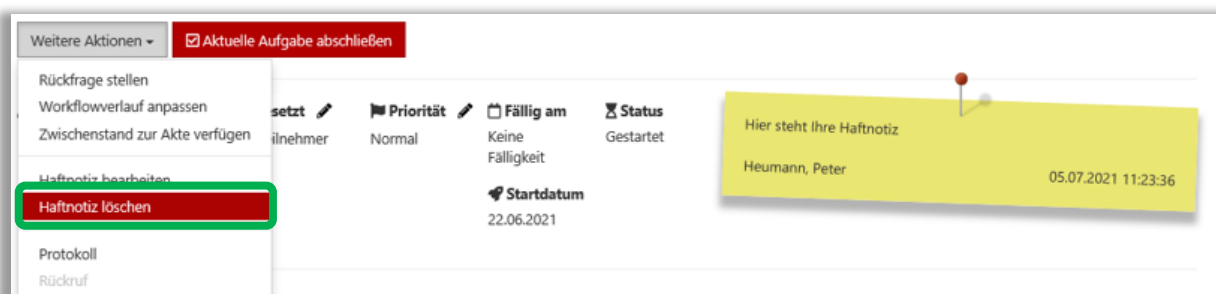 Weitere Aktionen
Aktuelle Aufgabe abschließen
Rückfrage stellen
Workflowverlauf anpassen
Zwischenstand zur Akte verfügen
Haftnotiz bearbeiten
Haftnotiz löschen
Protokoll
Rückruf
setzt
ilnehmer
Priorität
Normal
Fällig am
Keine
Fälligkeit
Startdatum
22.06.2021
Status
Gestartet
Hier steht Ihre Haftnotiz
Heumann, Peter
05.07.2021 11:23:36